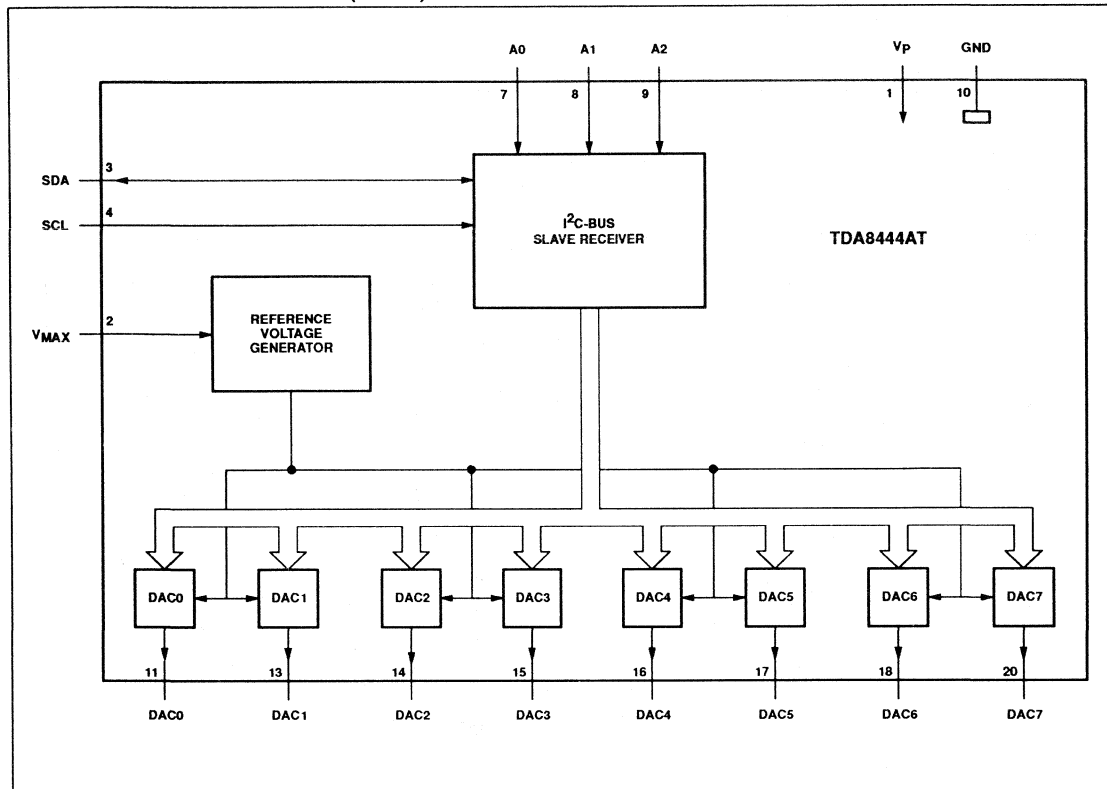 A0 A1 A2 VP GND
7 8 9 1 10
3
SDA
4
SCL
I2C-BUS
SLAVE RECEIVER
TDA8444AT
2
VMAX
REFERENCE
VOLTAGE
GENERATOR
DAC0 DAC1 DAC2 DAC3 DAC4 DAC5 DAC6 DAC7
11 13 14 15 16 17 18 20
DAC0 DAC1 DAC2 DAC3 DAC4 DAC5 DAC6 DAC7